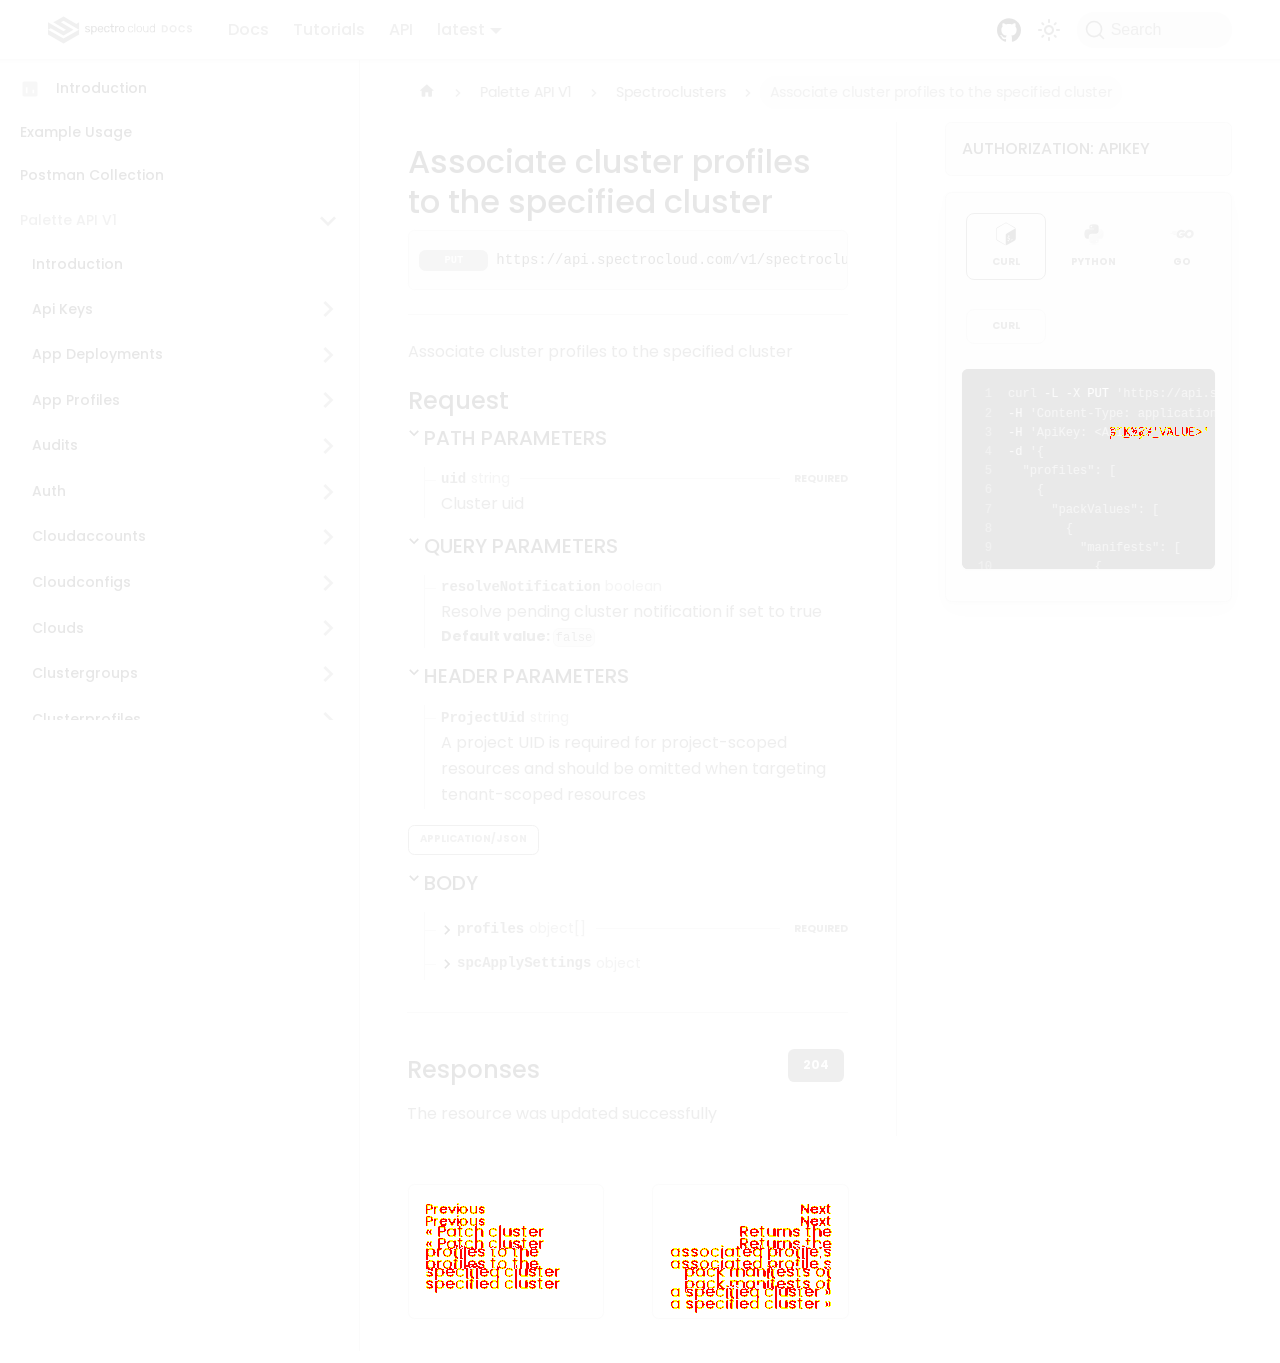 spectro cloud DOCS Docs Tutorials API latest Search
Introduction
Example Usage
Postman Collection
Palette API V1
Introduction
Api Keys
App Deployments
App Profiles
Audits
Auth
Cloudaccounts
Cloudconfigs
Clouds
Clustergroups
Clusterprofiles
Palette API V1 Spectroclusters Associate cluster profiles to the specified cluster
Associate cluster profiles
to the specified cluster
PUT https://api.spectrocloud.com/v1/spectroclu
Associate cluster profiles to the specified cluster
Request
PATH PARAMETERS
uid string REQUIRED
Cluster uid
QUERY PARAMETERS
resolveNotification boolean
Resolve pending cluster notification if set to true
Default value: false
HEADER PARAMETERS
ProjectUid string
A project UID is required for project-scoped
resources and should be omitted when targeting
tenant-scoped resources
APPLICATION/JSON
BODY
profiles object[] REQUIRED
spcApplySettings object
Responses 204
The resource was updated successfully
Previous
« Patch cluster
profiles to the
specified cluster
Next
Returns the
associated profile's
pack manifests of
a specified cluster »
AUTHORIZATION: APIKEY
CURL PYTHON GO
CURL
1 curl -L -X PUT 'https://api.s
2 -H 'Content-Type: application
3 -H 'ApiKey: <A VALUE>'
4 -d '{
5 "profiles": [
6 {
7 "packValues": [
8 {
9 "manifests": [
10 {